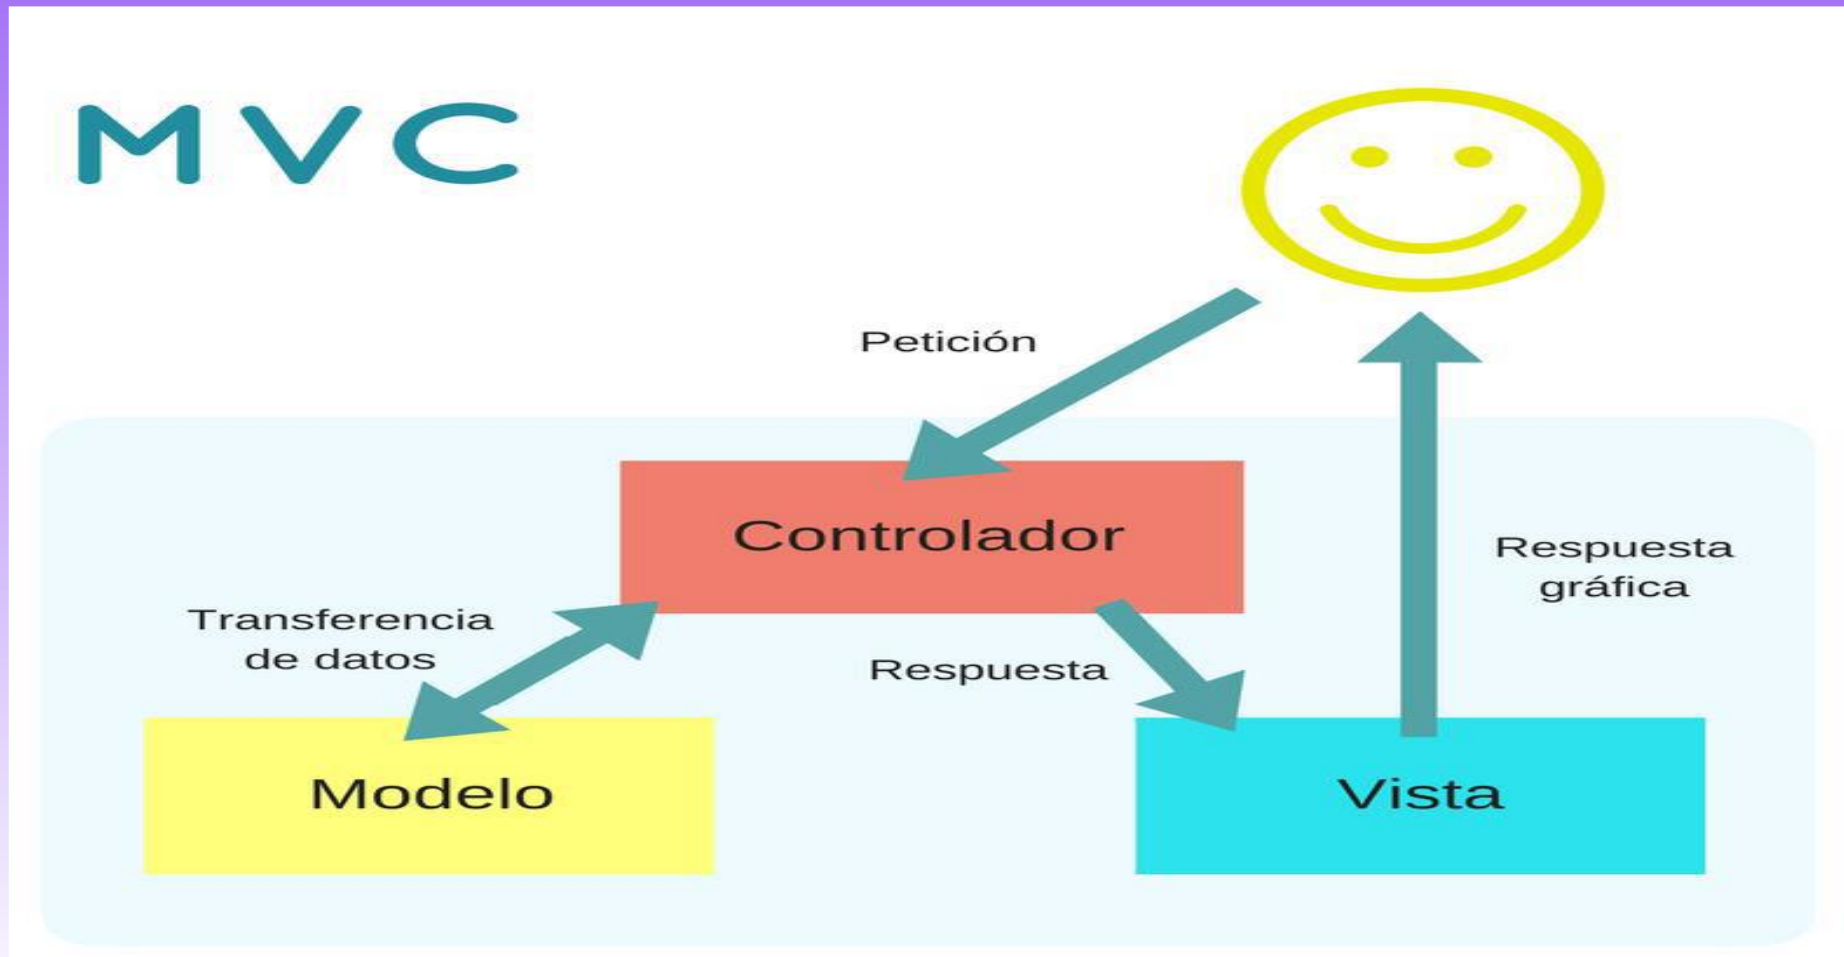 MVC
Petición
Controlador
Respuesta
gráfica
Transferencia
de datos
Respuesta
Modelo
Vista